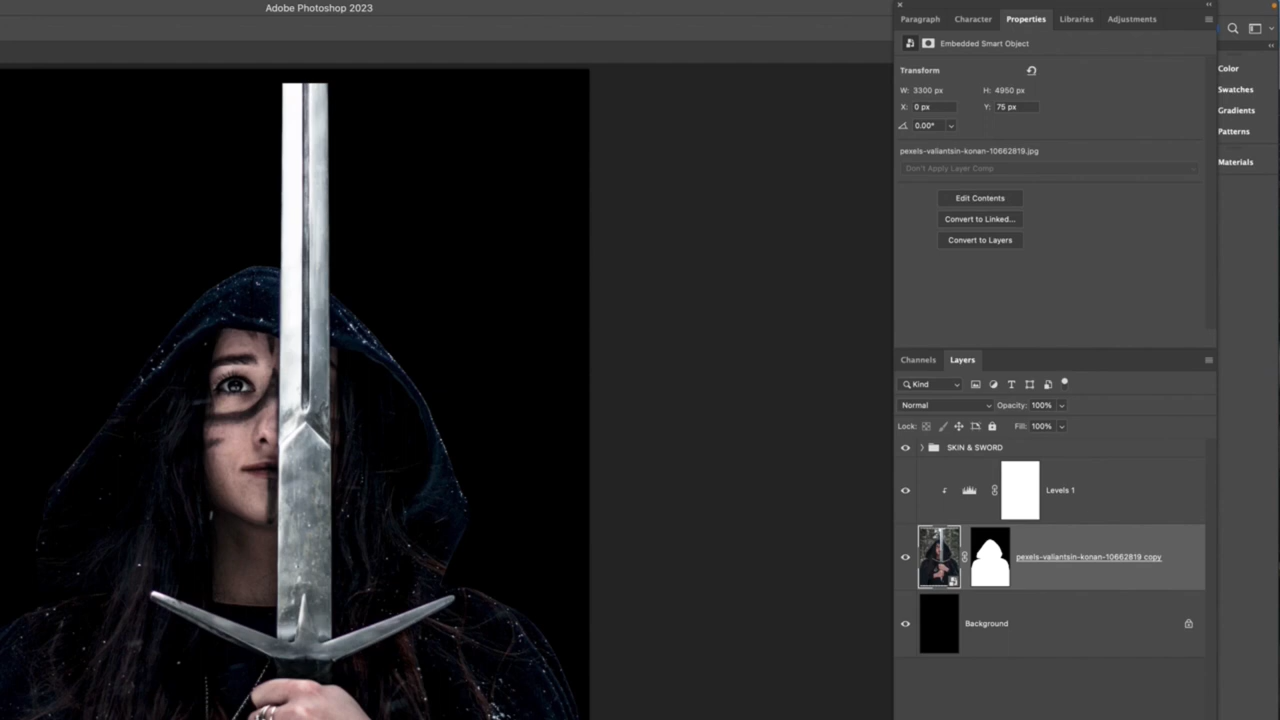 Adobe Photoshop 2023
Paragraph Character Properties Libraries Adjustments
Embedded Smart Object
Transform
W: 3300 px H: 4950 px
X: 0 px Y: 75 px
0.00°
pexels-valiantsin-konan-10662819.jpg
Don't Apply Layer Comp
Edit Contents
Convert to Linked...
Convert to Layers
Color
Swatches
Gradients
Patterns
Materials
Channels Layers
Kind
Normal Opacity: 100%
Lock: Fill: 100%
SKIN & SWORD
Levels 1
pexels-valiantsin-konan-10662819 copy
Background